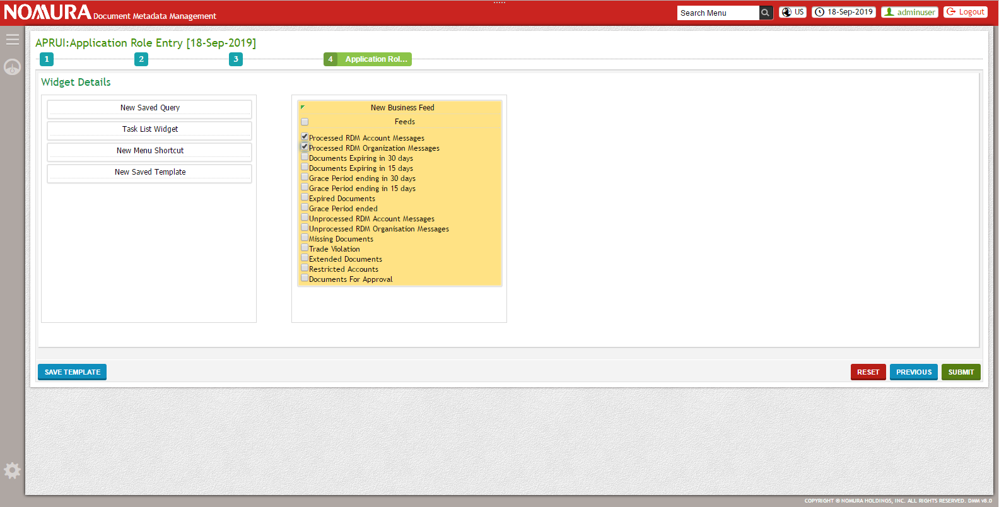 NOMURA Document Metadata Management
Search Menu
US
18-Sep-2019
adminuser
Logout
APRUI:Application Role Entry [18-Sep-2019]
1
2
3
4 Application Rol...
Widget Details
New Saved Query
Task List Widget
New Menu Shortcut
New Saved Template
New Business Feed
Feeds
Processed RDM Account Messages
Processed RDM Organization Messages
Documents Expiring in 30 days
Documents Expiring in 15 days
Grace Period ending in 30 days
Grace Period ending in 15 days
Expired Documents
Grace Period ended
Unprocessed RDM Account Messages
Unprocessed RDM Organisation Messages
Missing Documents
Trade Violation
Extended Documents
Restricted Accounts
Documents For Approval
SAVE TEMPLATE
RESET
PREVIOUS
SUBMIT
COPYRIGHT © NOMURA HOLDINGS, INC. ALL RIGHTS RESERVED. DMM v8.0